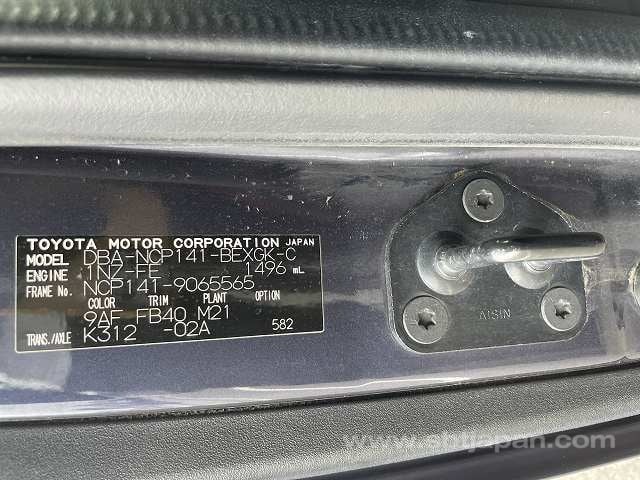 TOYOTA MOTOR CORPORATION JAPAN
MODEL DBA-NCP141-BEXGK-C
ENGINE 1NZ-FE 1496 mL
FRAME No. NCP141-9065565
COLOR TRIM PLANT OPTION
9AF FB40 M21
TRANS./AXLE K312 -02A 582
AISIN
www.sbtjapan.com